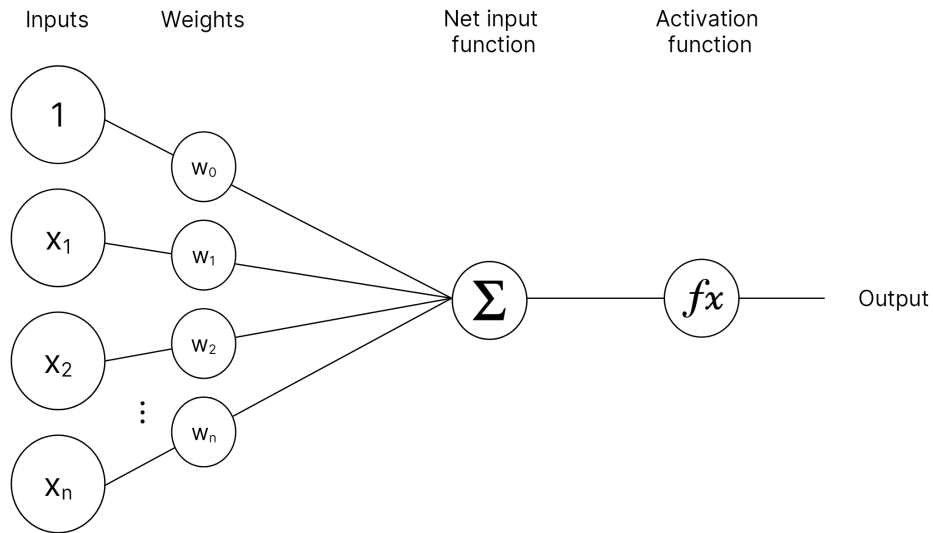 Inputs
Weights
Net input
function
Activation
function
1
w₀
x₁
w₁
x₂
w₂
⋮
xₙ
wₙ
Σ
fx
Output